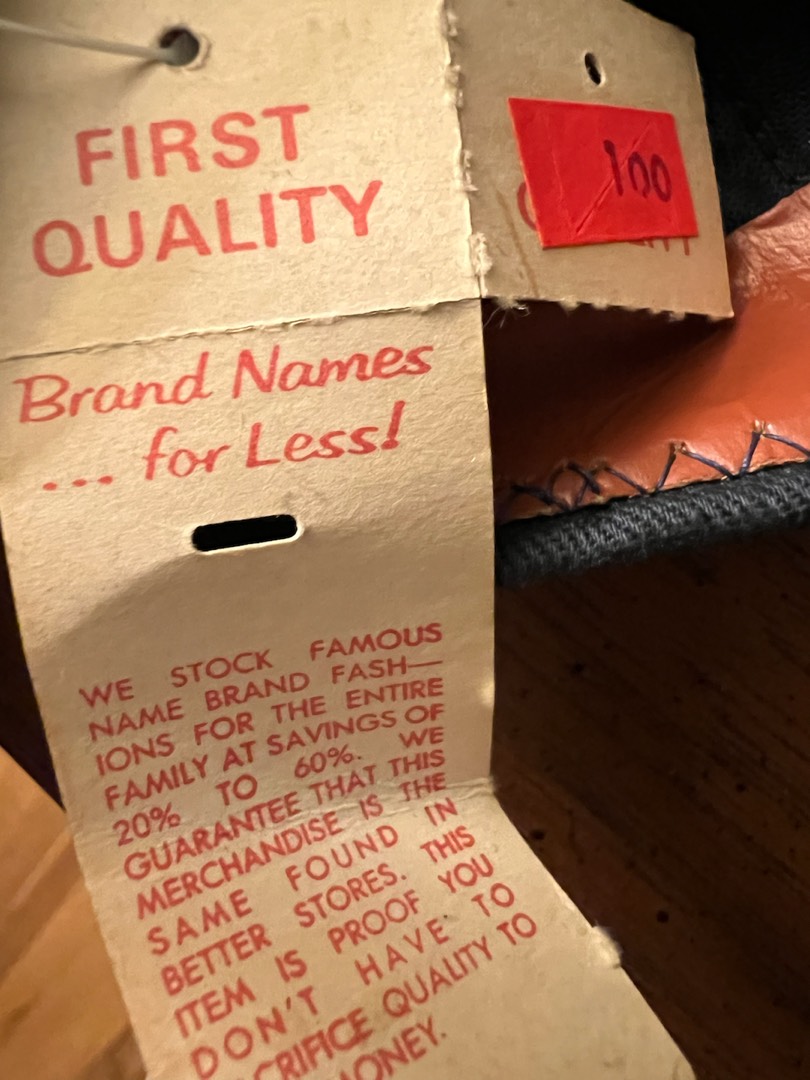 FIRST
QUALITY
100
Brand Names
... for Less!
WE STOCK FAMOUS
NAME BRAND FASH—
IONS FOR THE ENTIRE
FAMILY AT SAVINGS OF
20% TO 60%. WE
GUARANTEE THAT THIS
MERCHANDISE IS THE
SAME FOUND IN
BETTER STORES. THIS
ITEM IS PROOF YOU
DON'T HAVE TO
CRIFICE QUALITY TO
ONEY.